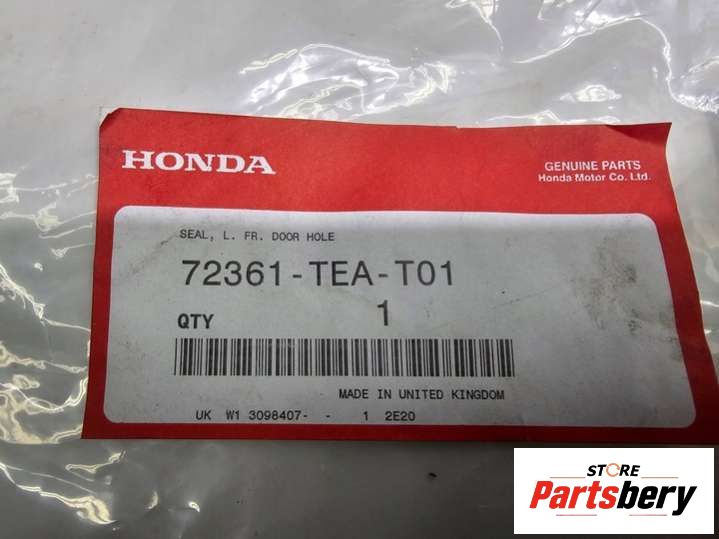 HONDA
GENUINE PARTS
Honda Motor Co. Ltd.
SEAL, L. FR. DOOR HOLE
72361-TEA-T01
QTY 1
MADE IN UNITED KINGDOM
UK W1 3098407- - 1 2E20
STORE
Partsbery